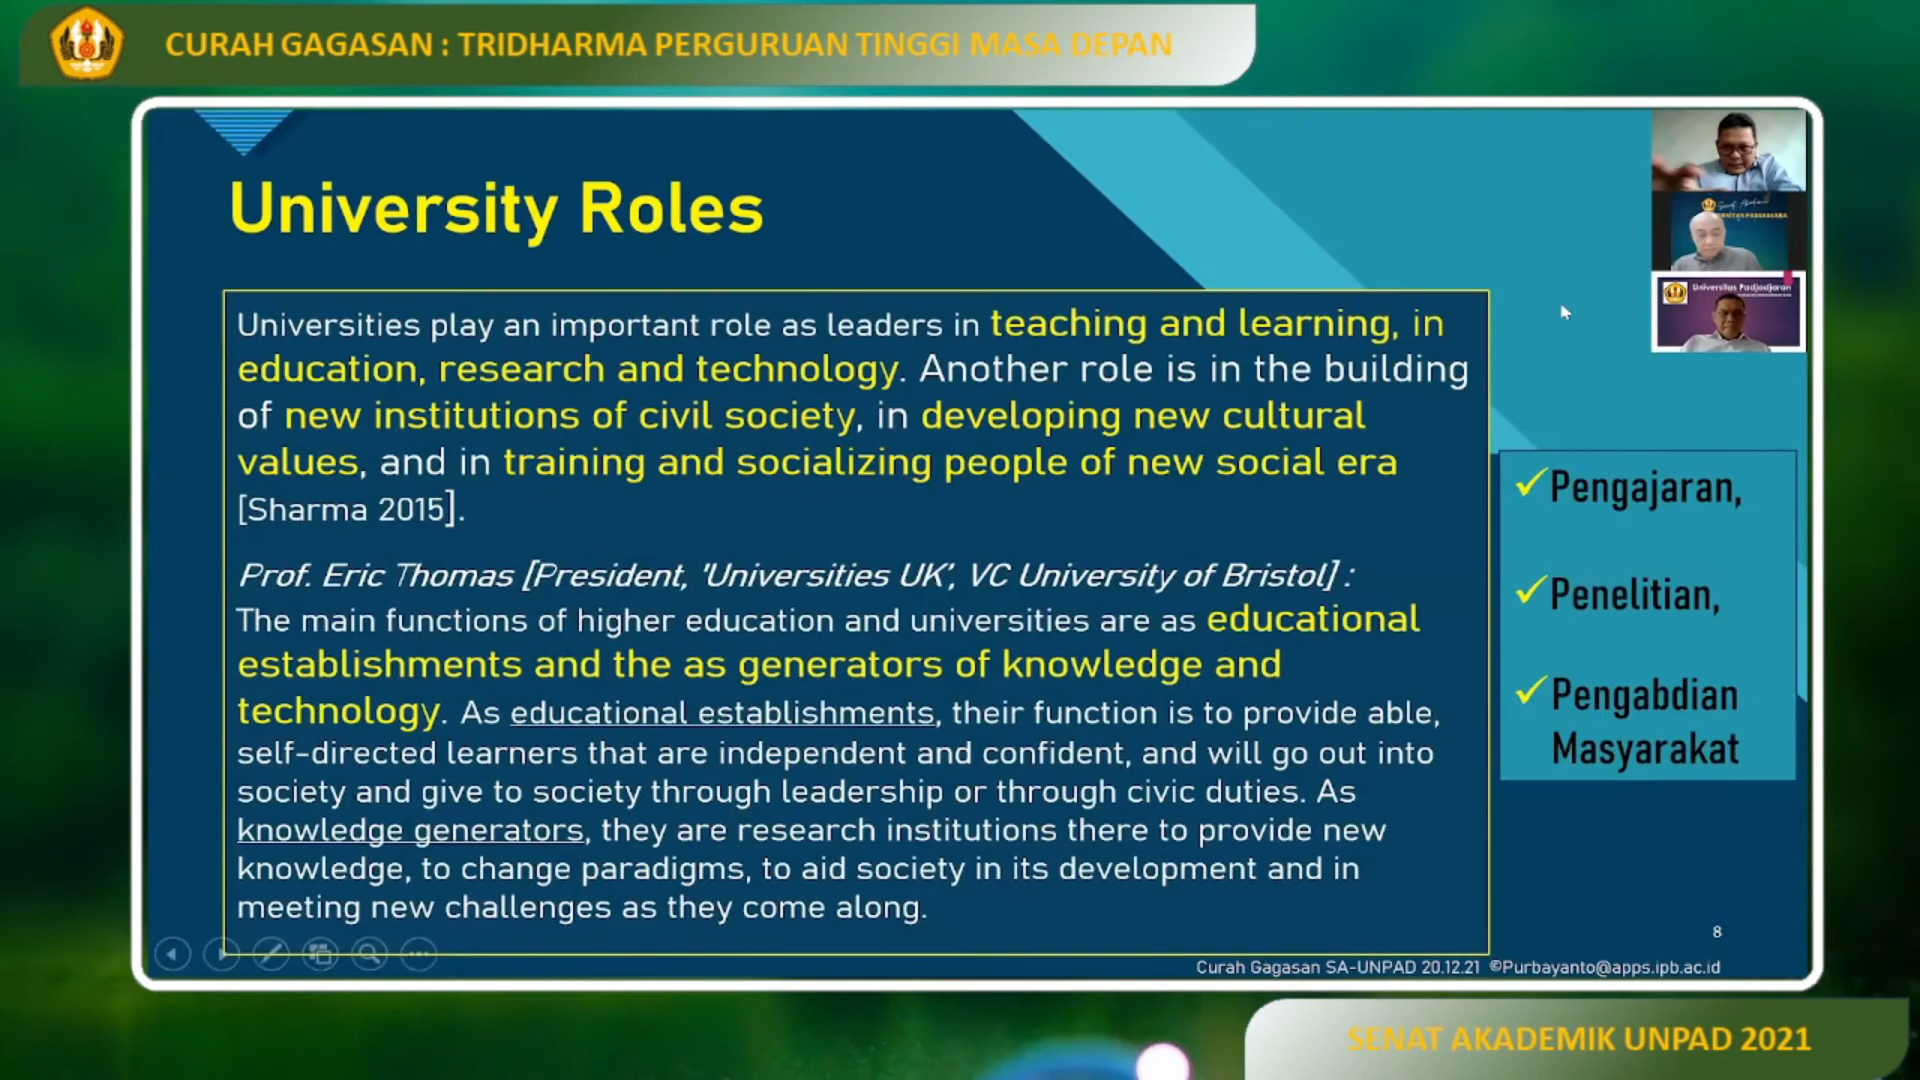 CURAH GAGASAN : TRIDHARMA PERGURUAN TINGGI MASA DEPAN
University Roles
Universities play an important role as leaders in teaching and learning, in
education, research and technology. Another role is in the building
of new institutions of civil society, in developing new cultural
values, and in training and socializing people of new social era
[Sharma 2015].
Prof. Eric Thomas [President, 'Universities UK', VC University of Bristol] :
The main functions of higher education and universities are as educational
establishments and the as generators of knowledge and
technology. As educational establishments, their function is to provide able,
self-directed learners that are independent and confident, and will go out into
society and give to society through leadership or through civic duties. As
knowledge generators, they are research institutions there to provide new
knowledge, to change paradigms, to aid society in its development and in
meeting new challenges as they come along.
Universitas Padjadjaran
✓Pengajaran,
✓Penelitian,
✓Pengabdian
Masyarakat
8
Curah Gagasan SA-UNPAD 20.12.21 ©Purbayanto@apps.ipb.ac.id
SENAT AKADEMIK UNPAD 2021